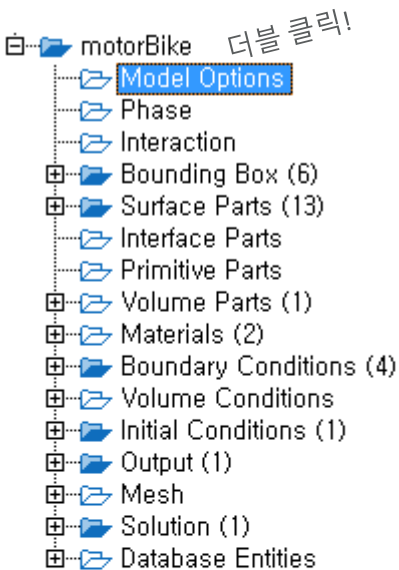 motorBike 더블 클릭!
Model Options
Phase
Interaction
Bounding Box (6)
Surface Parts (13)
Interface Parts
Primitive Parts
Volume Parts (1)
Materials (2)
Boundary Conditions (4)
Volume Conditions
Initial Conditions (1)
Output (1)
Mesh
Solution (1)
Database Entities